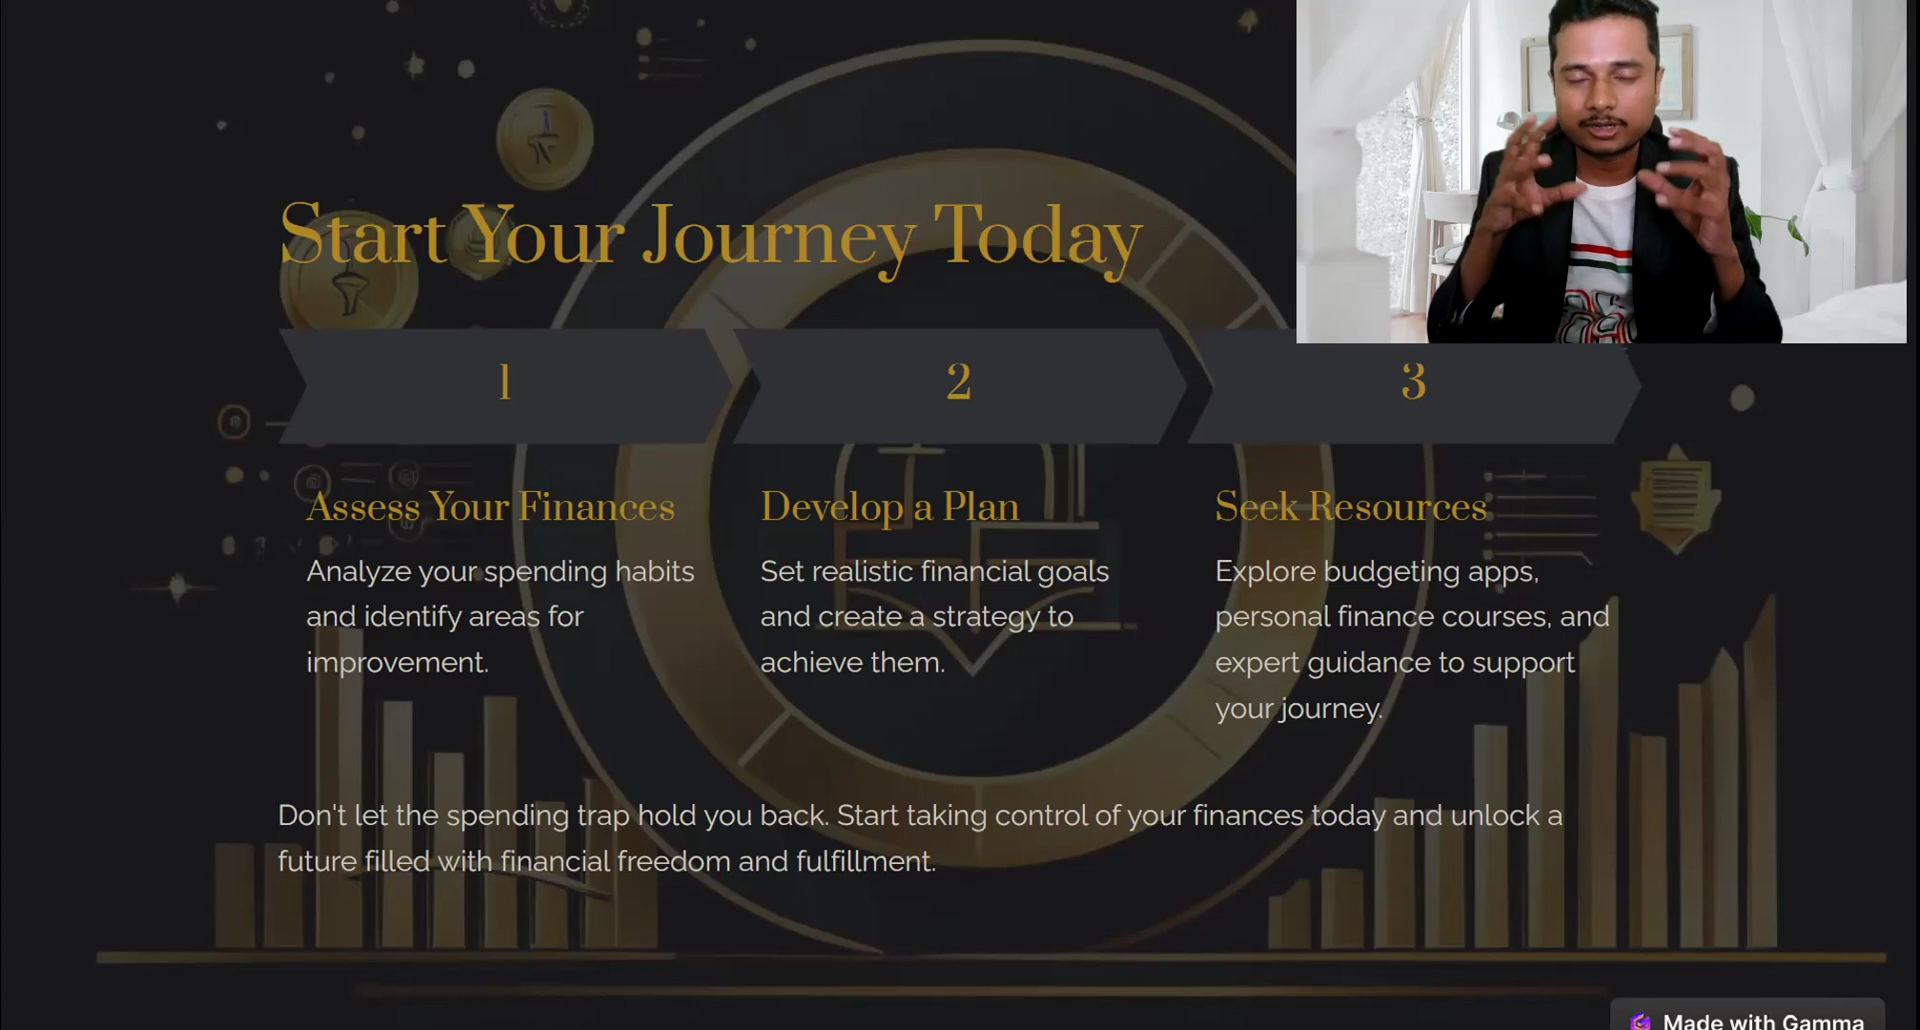 Start Your Journey Today
1
2
3
Assess Your Finances
Analyze your spending habits
and identify areas for
improvement.
Develop a Plan
Set realistic financial goals
and create a strategy to
achieve them.
Seek Resources
Explore budgeting apps,
personal finance courses, and
expert guidance to support
your journey.
Don't let the spending trap hold you back. Start taking control of your finances today and unlock a
future filled with financial freedom and fulfillment.
Made with Gamma